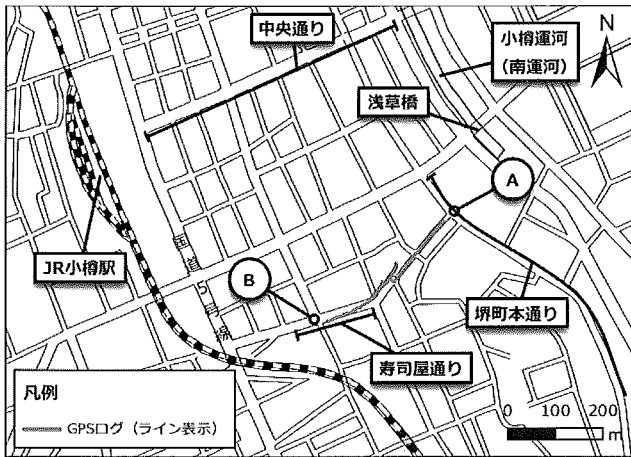 中央通り
小樽運河
(南運河)
N
浅草橋
A
JR小樽駅
国道5号線
B
堺町本通り
寿司屋通り
凡例
GPSログ (ライン表示)
0 100 200
m